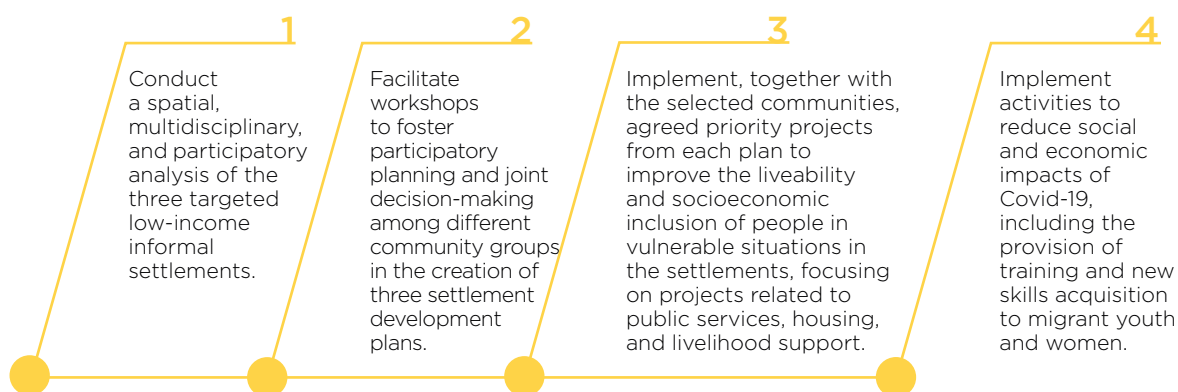 1
Conduct
a spatial,
multidisciplinary,
and participatory
analysis of the
three targeted
low-income
informal
settlements.
2
Facilitate
workshops
to foster
participatory
planning and joint
decision-making
among different
community groups
in the creation of
three settlement
development
plans.
3
Implement, together with
the selected communities,
agreed priority projects
from each plan to
improve the liveability
and socioeconomic
inclusion of people in
vulnerable situations in
the settlements, focusing
on projects related to
public services, housing,
and livelihood support.
4
Implement
activities to
reduce social
and economic
impacts of
Covid-19,
including the
provision of
training and new
skills acquisition
to migrant youth
and women.